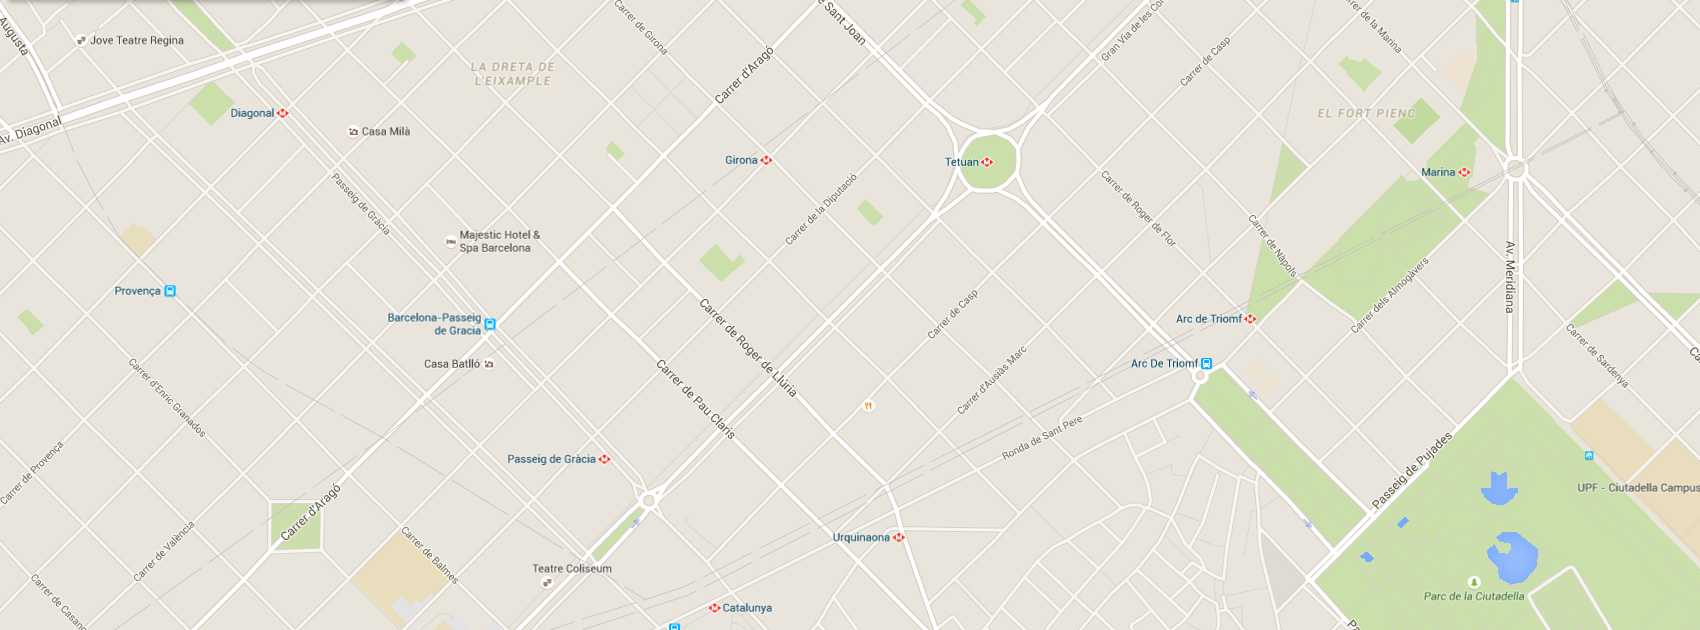 Augusta
Jove Teatre Regina
Av. Diagonal
Diagonal
Casa Milà
LA DRETA DE
L'EIXAMPLE
Carrer de Girona
Carrer d'Aragó
Sant Joan
Gran Via de les
Carrer de Casp
Carrer de la Marina
EL FORT PIENC
Passeig de Gràcia
Girona
Tetuan
Marina
Carrer de la Diputació
Carrer de Roger de Flor
Carrer de Nàpols
Majestic Hotel &
Spa Barcelona
Provença
Barcelona-Passeig
de Gracia
Casa Batlló
Carrer de Roger de Llúria
Carrer de Pau Claris
Carrer de Casp
Carrer d'Ausiàs Marc
Arc de Triomf
Arc De Triomf
Carrer dels Almogàvers
Av. Meridiana
Carrer de Sardenya
Carrer d'Enric Granados
Carrer de Provença
Passeig de Gràcia
Ronda de Sant Pere
Passeig de Pujades
UPF - Ciutadella Campus
Carrer d'Aragó
Carrer de València
Carrer de Balmes
Teatre Coliseum
Urquinaona
Catalunya
Parc de la Ciutadella